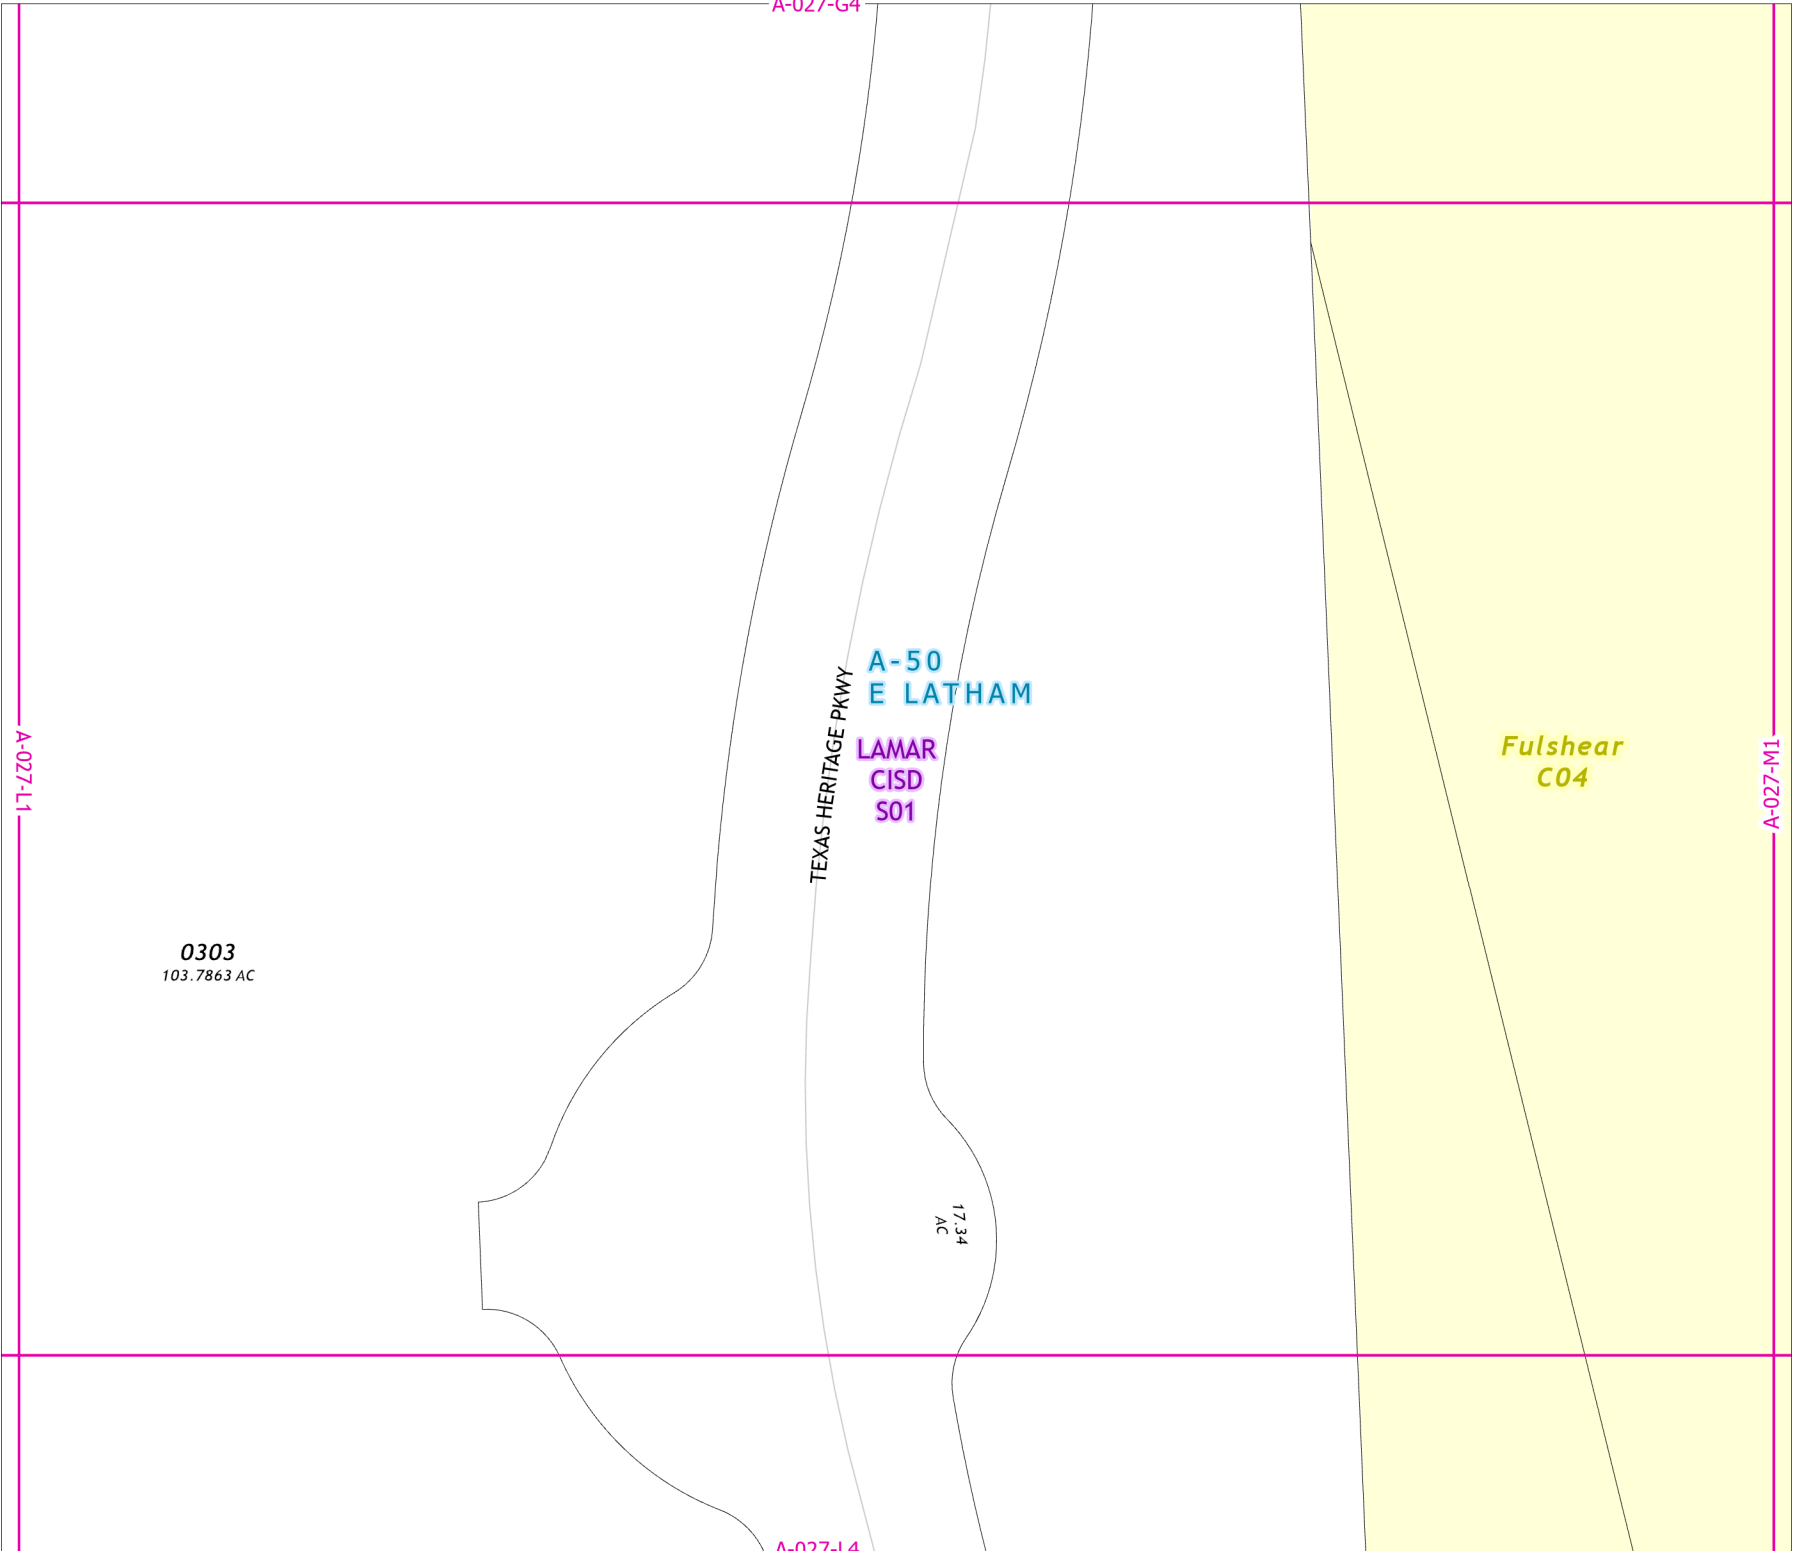 A-027-G4
A-50
E LATHAM
TEXAS HERITAGE PKWY
LAMAR
CISD
S01
Fulshear
C04
A-027-L1
A-027-M1
0303
103.7863 AC
17.34
AC
A-027-L4